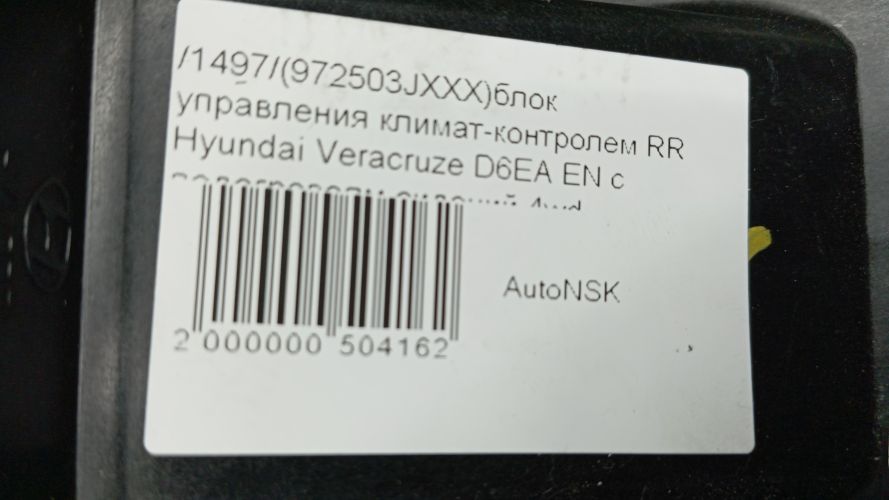 /1497/(972503JXXX)блок
управления климат-контролем RR
Hyundai Veracruze D6EA EN с
AutoNSK
2 000000 504162